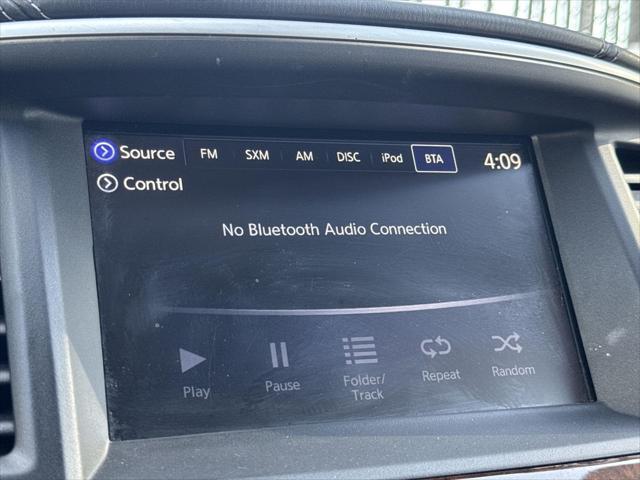 Source FM SXM AM DISC iPod BTA 4:09
Control
No Bluetooth Audio Connection
Play Pause Folder/ Repeat Random
Track